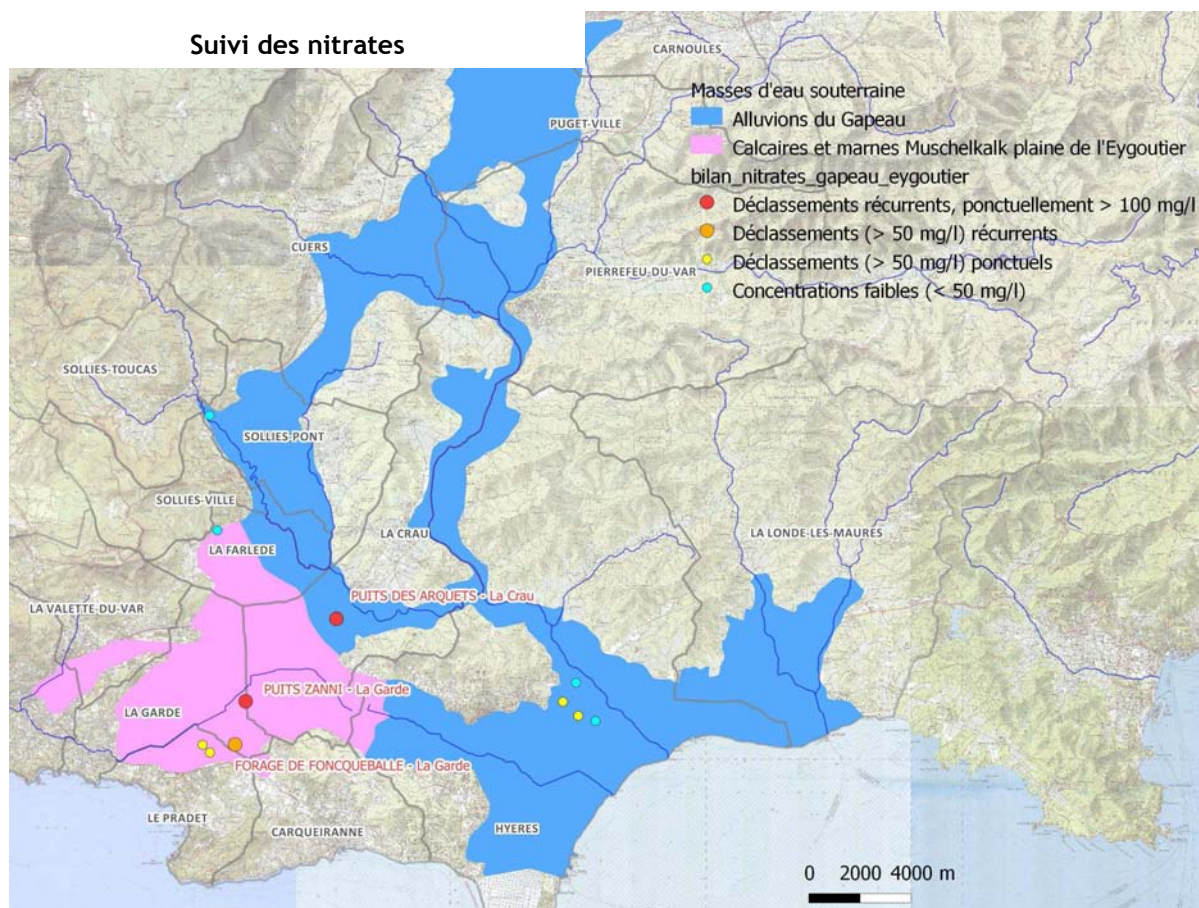 Suivi des nitrates
CARNOULES
Masses d'eau souterraine
Alluvions du Gapeau
PUGET-VILLE
Calcaires et marnes Muschelkalk plaine de l'Eygoutier
bilan_nitrates_gapeau_eygoutier
Déclassements récurrents, ponctuellement > 100 mg/l
Déclassements (> 50 mg/l) récurrents
CUERS
Déclassements (> 50 mg/l) ponctuels
PIERREFEU-DU-VAR
Concentrations faibles (< 50 mg/l)
SOLLIES-TOUCAS
SOLLIES-PONT
SOLLIES-VILLE
LA CRAU
LA LONDE-LES-MAURES
LA FARLEDE
PUITS DES ARQUETS - La Crau
LA VALETTE-DU-VAR
PUITS ZANNI - La Garde
LA GARDE
FORAGE DE FONCQUEBALLE - La Garde
LE PRADET
CARQUEIRANNE
HYERES
0 2000 4000 m